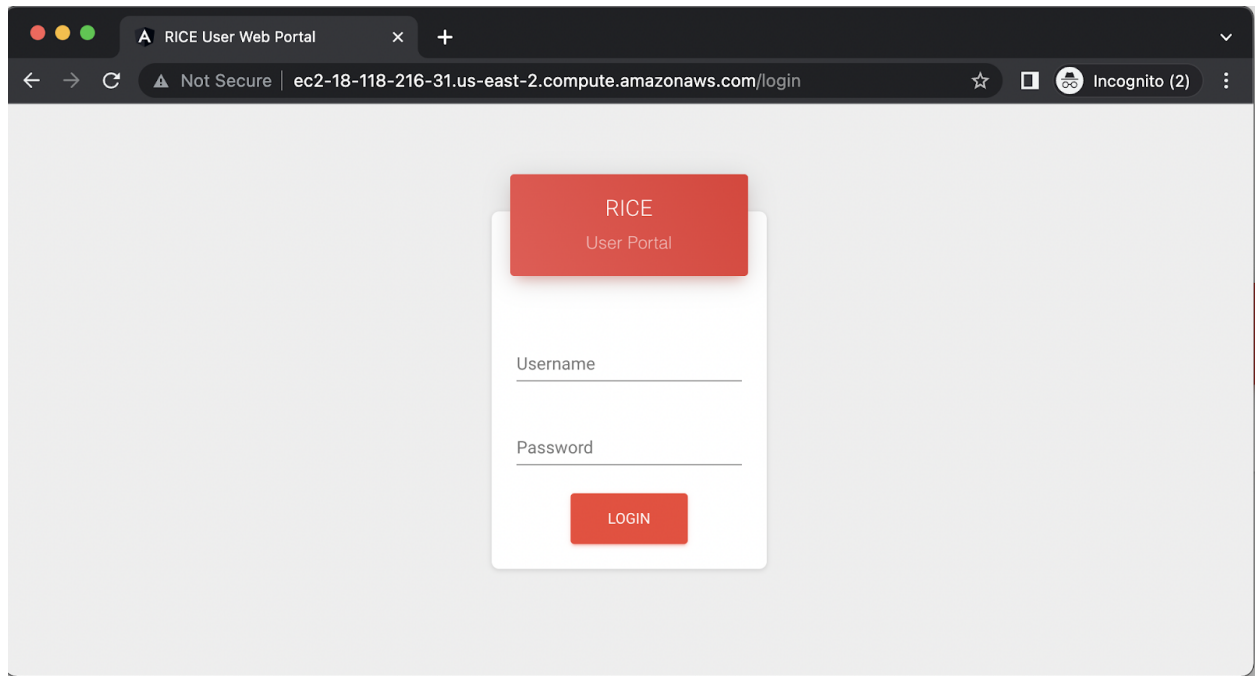 RICE User Web Portal
Not Secure ec2-18-118-216-31.us-east-2.compute.amazonaws.com/login Incognito (2)
RICE
User Portal
Username
Password
LOGIN